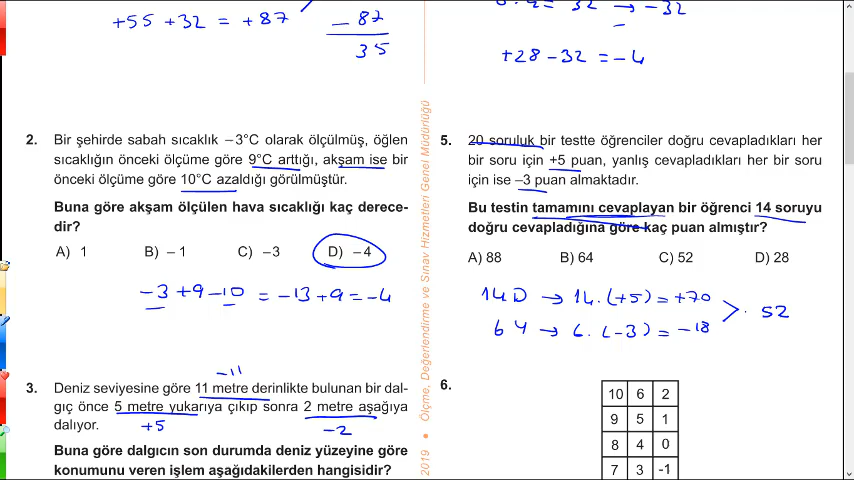 +55 +32 = +87
- 87
35
2. Bir şehirde sabah sıcaklık –3°C olarak ölçülmüş, öğlen
sıcaklığın önceki ölçüme göre 9°C arttığı, akşam ise bir
önceki ölçüme göre 10°C azaldığı görülmüştür.
Buna göre akşam ölçülen hava sıcaklığı kaç derece-
dir?
A) 1 B) – 1 C) –3 D) –4
-3 +9 -10 = -13 +9 = -4
-11
3. Deniz seviyesine göre 11 metre derinlikte bulunan bir dal-
gıç önce 5 metre yukarıya çıkıp sonra 2 metre aşağıya
dalıyor.
+5 -2
Buna göre dalgıcın son durumda deniz yüzeyine göre
konumunu veren işlem aşağıdakilerden hangisidir?
2019 • Ölçme, Değerlendirme ve Sınav Hizmetleri Genel Müdürlüğü
→ -32
+28 -32 = -4
5. 20 soruluk bir testte öğrenciler doğru cevapladıkları her
bir soru için +5 puan, yanlış cevapladıkları her bir soru
için ise –3 puan almaktadır.
Bu testin tamamını cevaplayan bir öğrenci 14 soruyu
doğru cevapladığına göre kaç puan almıştır?
A) 88 B) 64 C) 52 D) 28
14 D → 14. (+5) = +70
6 Y → 6. (-3) = -18
52
6.
10 6 2
9 5 1
8 4 0
7 3 -1